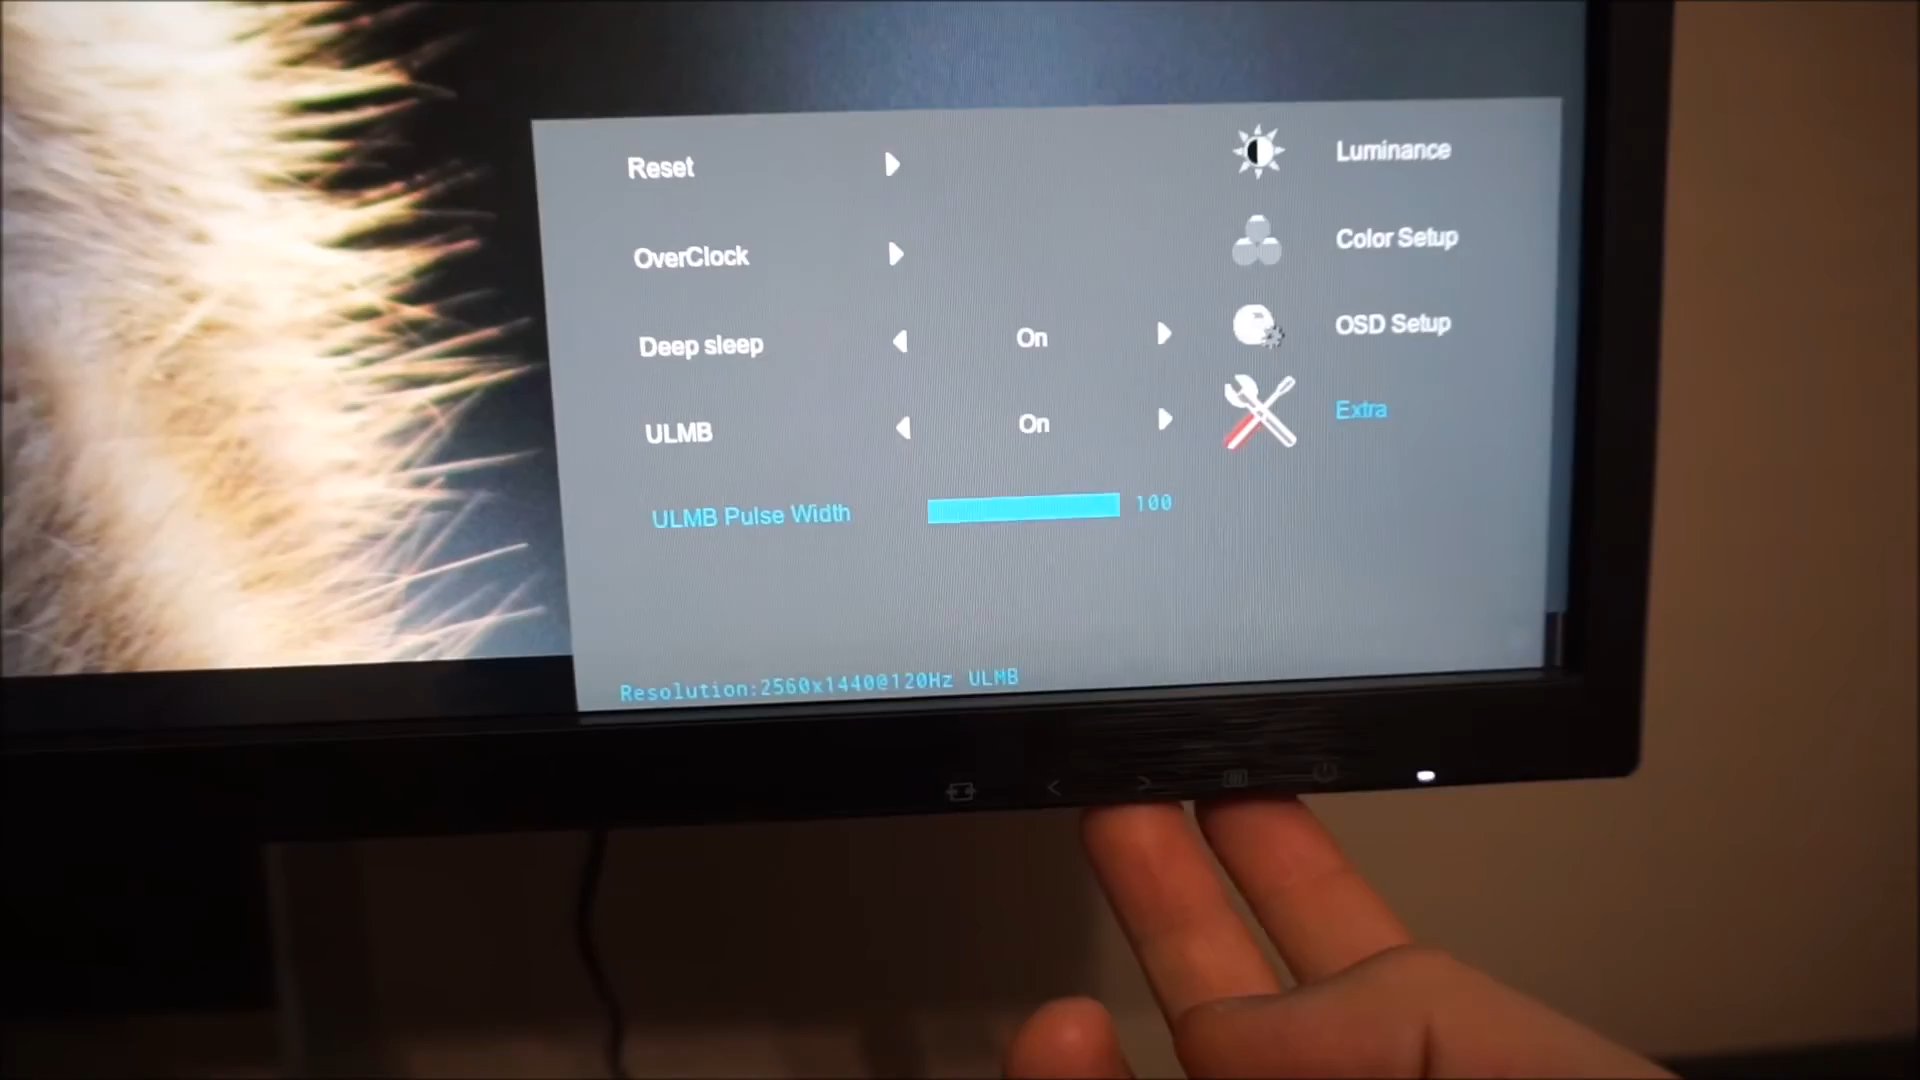 Reset
OverClock
Deep sleep On
ULMB On
ULMB Pulse Width 100
Luminance
Color Setup
OSD Setup
Extra
Resolution:2560x1440@120Hz ULMB